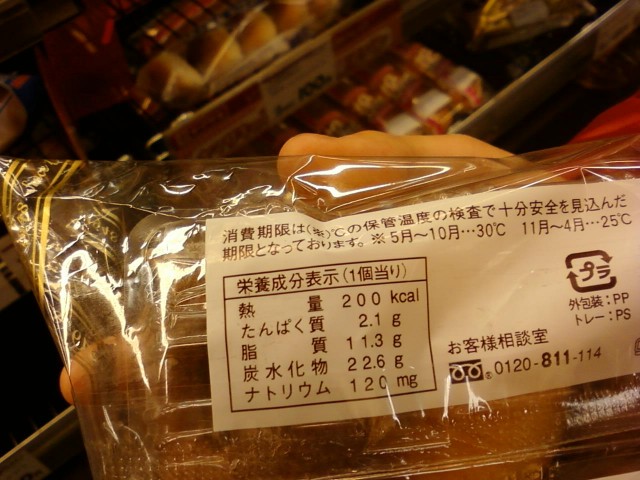 消費期限は(※)での保管温度の検査で十分安全を見込んだ
期限となっております。※5月～10月…30℃ 11月～4月…25℃
栄養成分表示(1個当り)
熱量 200 kcal
たんぱく質 2.1 g
脂質 11.3 g
炭水化物 22.6 g
ナトリウム 120 mg
プラ
外包装:PP
トレー:PS
お客様相談室
0120-811-114